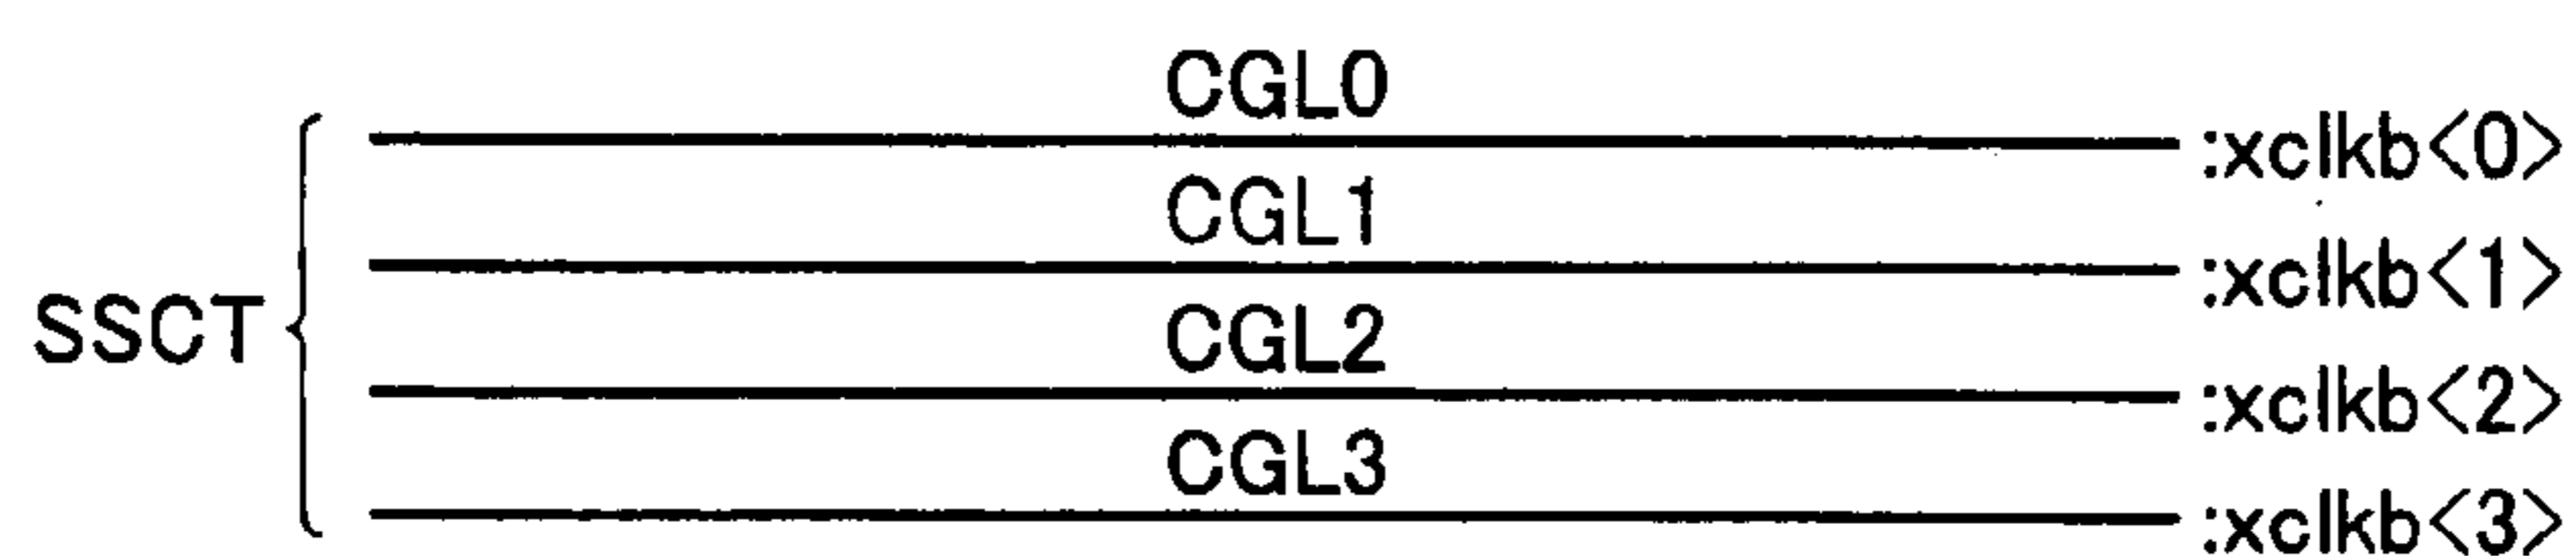 CGL0
:xclkb<0>
CGL1
:xclkb<1>
SSCT
CGL2
:xclkb<2>
CGL3
:xclkb<3>